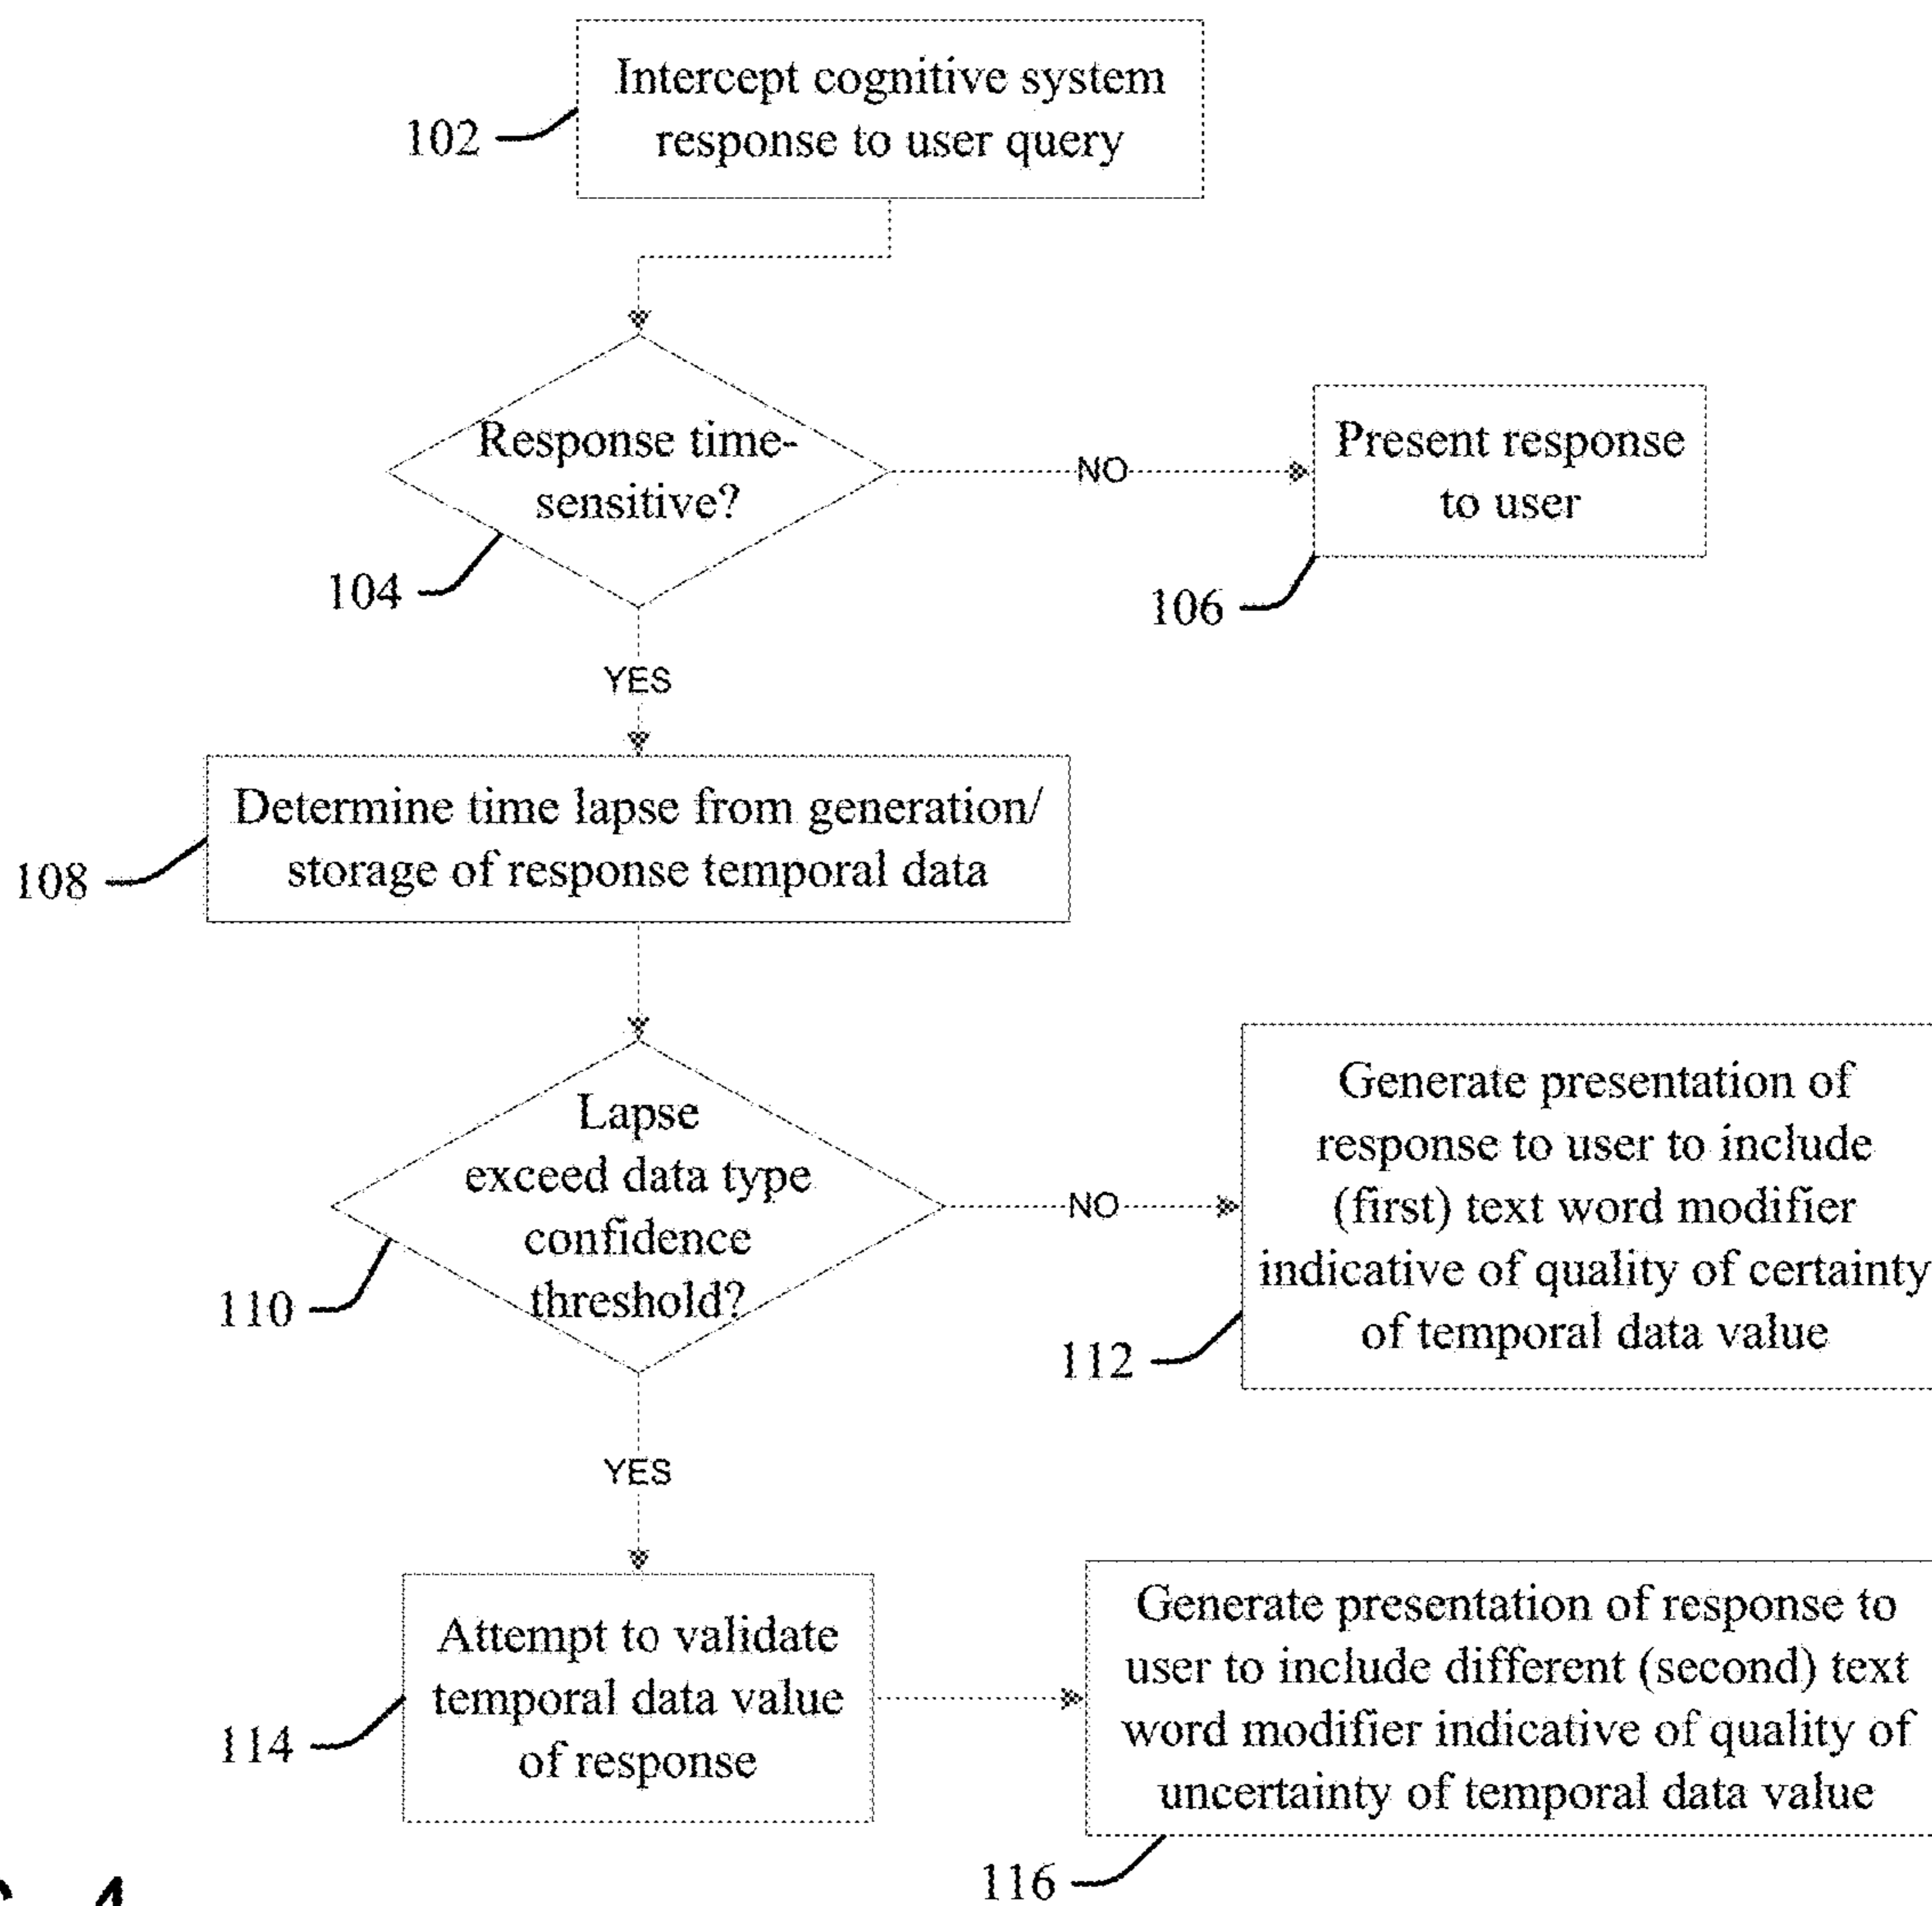 Intercept cognitive system
response to user query
102
Response time-
sensitive?
NO
Present response
to user
104
106
YES
Determine time lapse from generation/
storage of response temporal data
108
Lapse
exceed data type
confidence
threshold?
NO
Generate presentation of
response to user to include
(first) text word modifier
indicative of quality of certainty
of temporal data value
110
112
YES
Attempt to validate
temporal data value
of response
114
Generate presentation of response to
user to include different (second) text
word modifier indicative of quality of
uncertainty of temporal data value
116